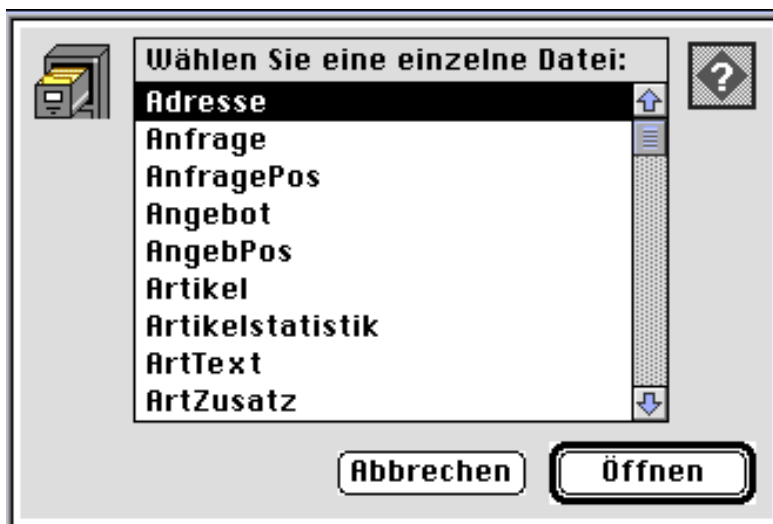 Wählen Sie eine einzelne Datei:
Adresse
Anfrage
AnfragePos
Angebot
AngebPos
Artikel
Artikelstatistik
ArtText
ArtZusatz
?
Abbrechen
Öffnen